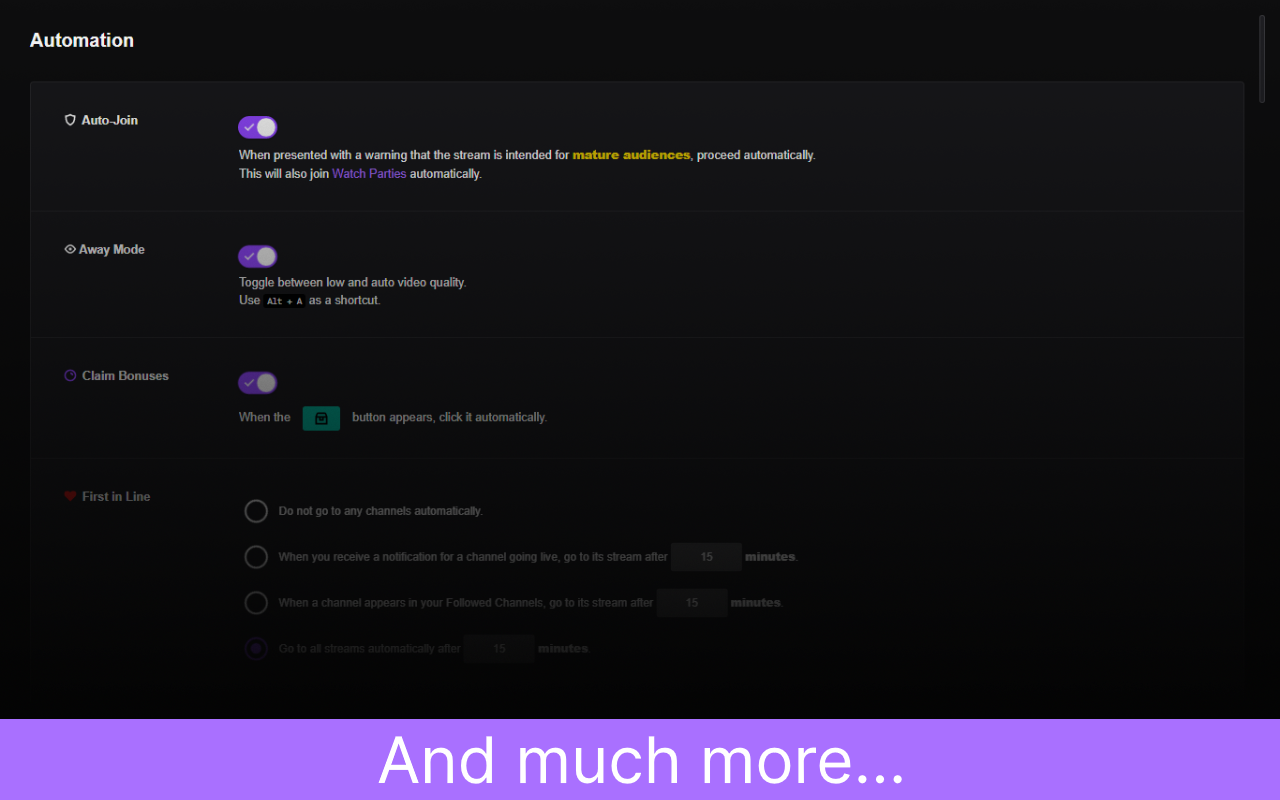 Automation
Auto-Join
When presented with a warning that the stream is intended for mature audiences, proceed automatically.
This will also join Watch Parties automatically.
Away Mode
Toggle between low and auto video quality.
Use Alt + A as a shortcut.
Claim Bonuses
When the button appears, click it automatically.
First in Line
Do not go to any channels automatically.
When you receive a notification for a channel going live, go to its stream after 15 minutes.
When a channel appears in your Followed Channels, go to its stream after 15 minutes.
Go to all streams automatically after 15 minutes
And much more...